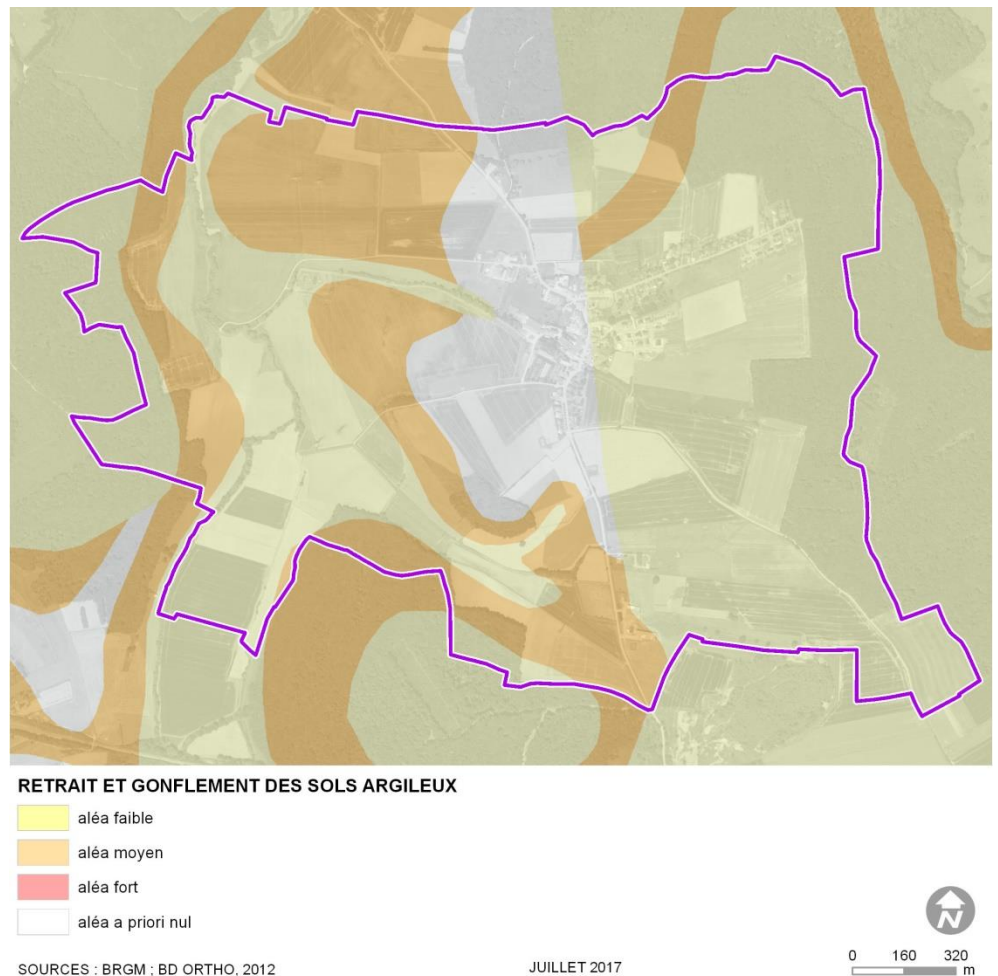 RETRAIT ET GONFLEMENT DES SOLS ARGILEUX
aléa faible
aléa moyen
aléa fort
aléa a priori nul
N
0 160 320
m
SOURCES : BRGM ; BD ORTHO, 2012
JUILLET 2017